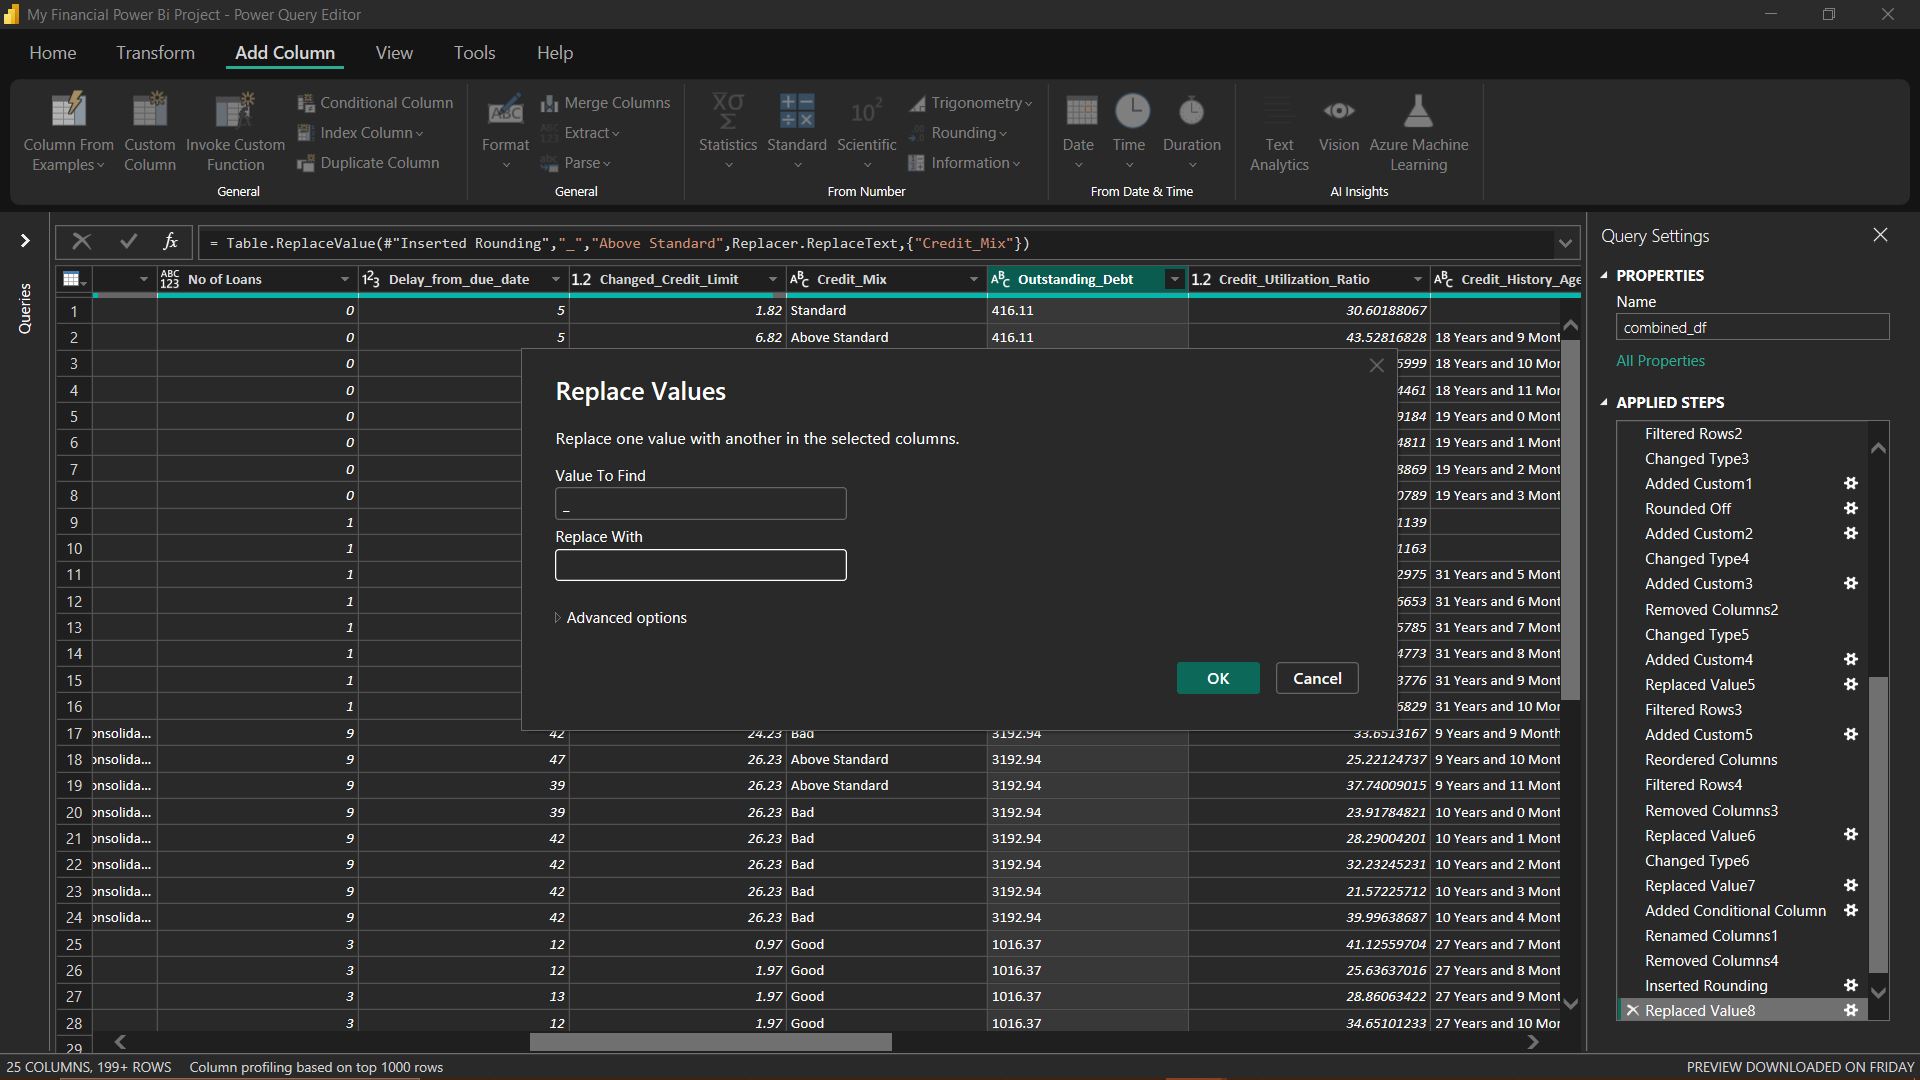 My Financial Power Bi Project - Power Query Editor
Home Transform Add Column View Tools Help
Column From Examples
Custom Column
Invoke Custom Function
Conditional Column
Index Column
Duplicate Column
General
Format
Merge Columns
Extract
Parse
General
Statistics
Standard
Scientific
Trigonometry
Rounding
Information
From Number
Date
Time
Duration
From Date & Time
Text Analytics
Vision
Azure Machine Learning
AI Insights
Queries
fx = Table.ReplaceValue(#"Inserted Rounding","_","Above Standard",Replacer.ReplaceText,{"Credit_Mix"})
ABC 123 No of Loans 123 Delay_from_due_date 1.2 Changed_Credit_Limit ABC Credit_Mix ABC Outstanding_Debt 1.2 Credit_Utilization_Ratio ABC Credit_History_Age
1 0 5 1.82 Standard 416.11 30.60188067
2 0 5 6.82 Above Standard 416.11 43.52816828 18 Years and 9 Mont
3 0 5999 18 Years and 10 Mor
4 0 4461 18 Years and 11 Mor
5 0 9184 19 Years and 0 Mont
6 0 4811 19 Years and 1 Mont
7 0 3869 19 Years and 2 Mont
8 0 0789 19 Years and 3 Mont
9 1 1139
10 1 1163
11 1 2975 31 Years and 5 Mont
12 1 6653 31 Years and 6 Mont
13 1 5785 31 Years and 7 Mont
14 1 4773 31 Years and 8 Mont
15 1 3776 31 Years and 9 Mont
16 1 6829 31 Years and 10 Mor
17 onsolida... 9 42 24.23 Bad 3192.94 33.6513167 9 Years and 9 Month
18 onsolida... 9 47 26.23 Above Standard 3192.94 25.22124737 9 Years and 10 Mont
19 onsolida... 9 39 26.23 Above Standard 3192.94 37.74009015 9 Years and 11 Mont
20 onsolida... 9 39 26.23 Bad 3192.94 23.91784821 10 Years and 0 Mont
21 onsolida... 9 42 26.23 Bad 3192.94 28.29004201 10 Years and 1 Mont
22 onsolida... 9 42 26.23 Bad 3192.94 32.23245231 10 Years and 2 Mont
23 onsolida... 9 42 26.23 Bad 3192.94 21.57225712 10 Years and 3 Mont
24 onsolida... 9 42 26.23 Bad 3192.94 39.99638687 10 Years and 4 Mont
25 3 12 0.97 Good 1016.37 41.12559704 27 Years and 7 Mont
26 3 12 1.97 Good 1016.37 25.63637016 27 Years and 8 Mont
27 3 13 1.97 Good 1016.37 28.86063422 27 Years and 9 Mont
28 3 12 1.97 Good 1016.37 34.65101233 27 Years and 10 Mor
29
Replace Values
Replace one value with another in the selected columns.
Value To Find
_
Replace With
Advanced options
OK Cancel
Query Settings
PROPERTIES
Name
combined_df
All Properties
APPLIED STEPS
Filtered Rows2
Changed Type3
Added Custom1
Rounded Off
Added Custom2
Changed Type4
Added Custom3
Removed Columns2
Changed Type5
Added Custom4
Replaced Value5
Filtered Rows3
Added Custom5
Reordered Columns
Filtered Rows4
Removed Columns3
Replaced Value6
Changed Type6
Replaced Value7
Added Conditional Column
Renamed Columns1
Removed Columns4
Inserted Rounding
Replaced Value8
25 COLUMNS, 199+ ROWS Column profiling based on top 1000 rows PREVIEW DOWNLOADED ON FRIDAY